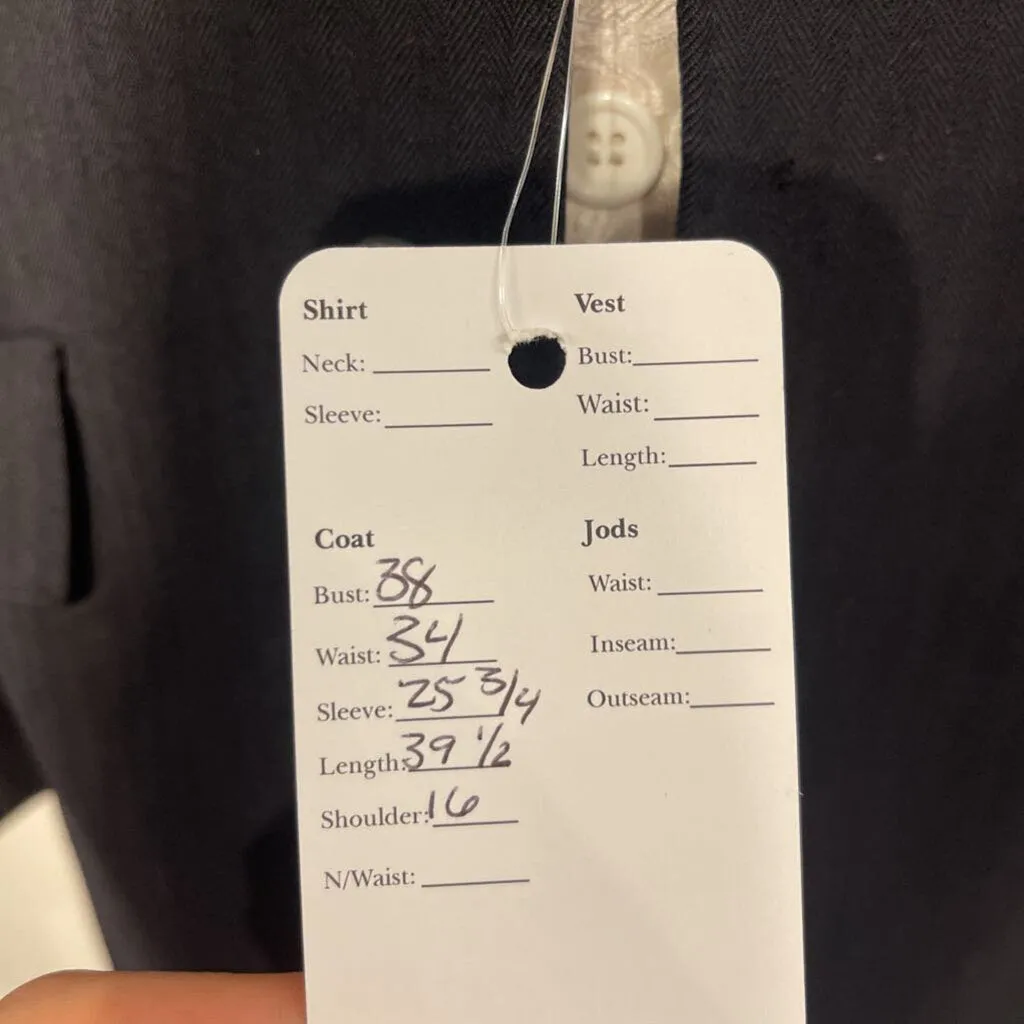 Shirt
Neck:
Sleeve:
Vest
Bust:
Waist:
Length:
Coat
Bust: 38
Waist: 34
Sleeve: 25 3/4
Length: 39 1/2
Shoulder: 16
N/Waist:
Jods
Waist:
Inseam:
Outseam: